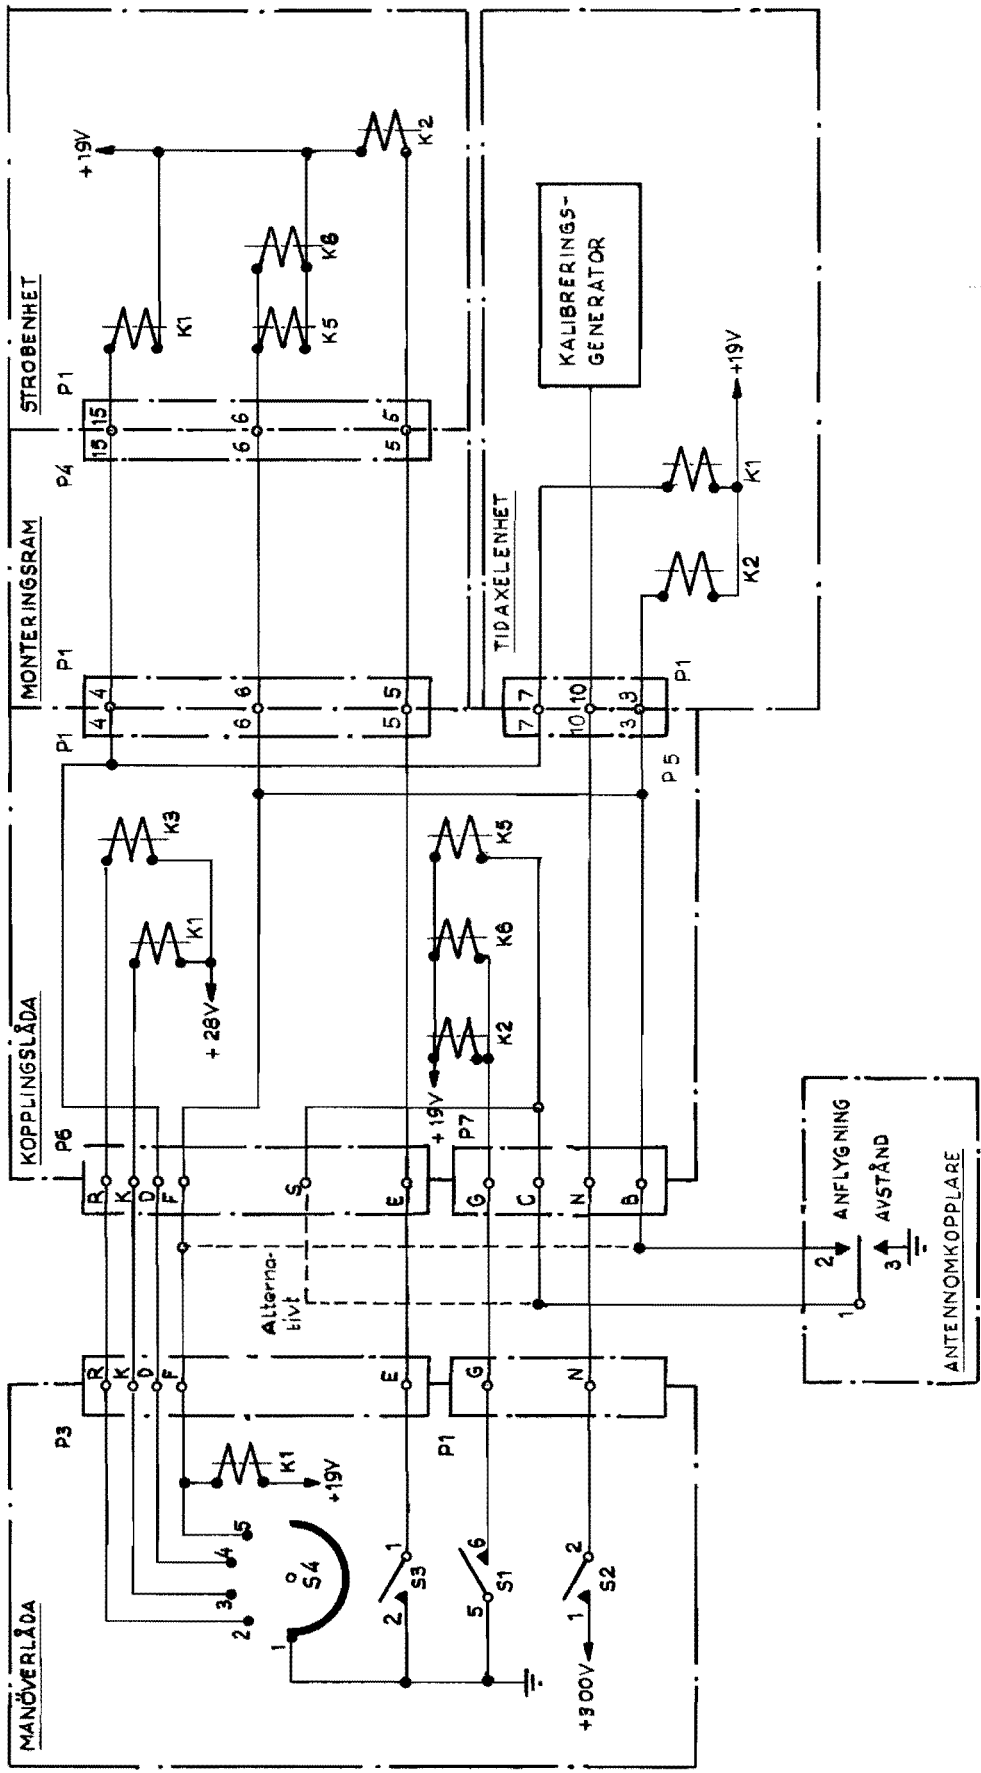 MANÖVERLÅDA
KOPPLINGSLÅDA
MONTERINGSRAM
STROBENHET
P3
P6
P1
P1
P4
P1
R
K
D
F
R
K
D
F
S
E
E
4
4
6
6
5
5
15
15
6
6
5
5
K3
K1
+28V
K1
K5
K8
K2
+19V
2
3
4
5
1
S4
K1
+19V
Alterna-
tivt
2
1
S3
5
6
S1
1
2
S2
+300V
P1
G
N
P7
G
C
N
B
+19V
K2
K6
K5
P5
7
7
10
10
3
3
P1
TIDAXELENHET
KALIBRERINGS-
GENERATOR
K2
K1
+19V
1
2
3
ANFLYGNING
AVSTÅND
ANTENNOMKOPPLARE